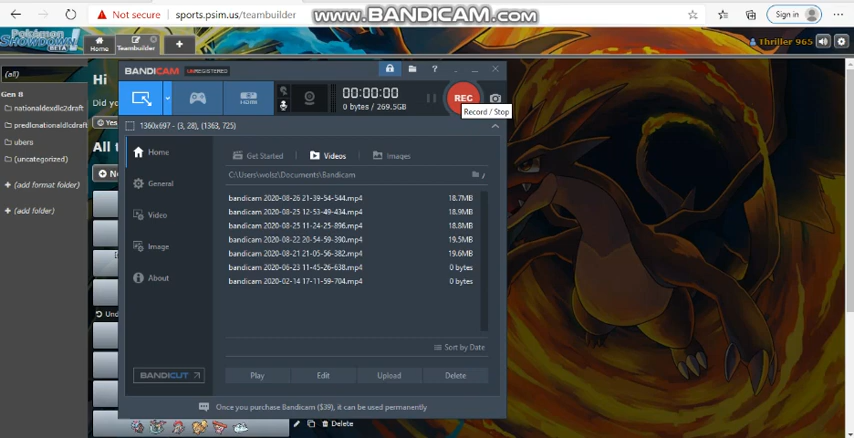 Not secure | sports.psim.us/teambuilder
www.BANDICAM.com
Sign in
Pokémon
SHOWDOWN!
BETA
Home
Teambuilder
Thriller 965
(all)
Gen 8
nationaldexdlc2draft
predlcnationaldlcdraft
ubers
(uncategorized)
(add format folder)
(add folder)
Hi
Did yo
Yes
All t
N
Und
BANDICAM UNREGISTERED
?
00:00:00
0 bytes / 269.5GB
REC
Record / Stop
1360x697 - (3, 28), (1363, 725)
Home
General
Video
Image
About
BANDICUT
Get Started
Videos
Images
C:\Users\wolsz\Documents\Bandicam
bandicam 2020-08-26 21-39-54-544.mp4 18.7MB
bandicam 2020-08-25 12-53-49-434.mp4 18.9MB
bandicam 2020-08-25 11-24-25-896.mp4 18.8MB
bandicam 2020-08-22 20-54-59-390.mp4 19.5MB
bandicam 2020-08-21 21-05-56-382.mp4 19.6MB
bandicam 2020-06-23 11-45-26-638.mp4 0 bytes
bandicam 2020-02-14 17-11-59-704.mp4 0 bytes
Sort by Date
Play
Edit
Upload
Delete
Once you purchase Bandicam ($39), it can be used permanently
Delete